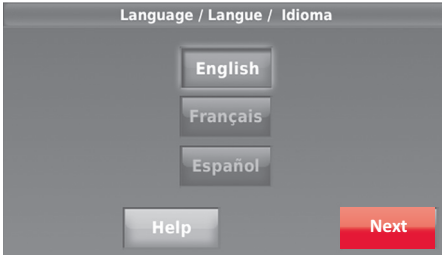 Language / Langue / Idioma
English
Français
Español
Help
Next